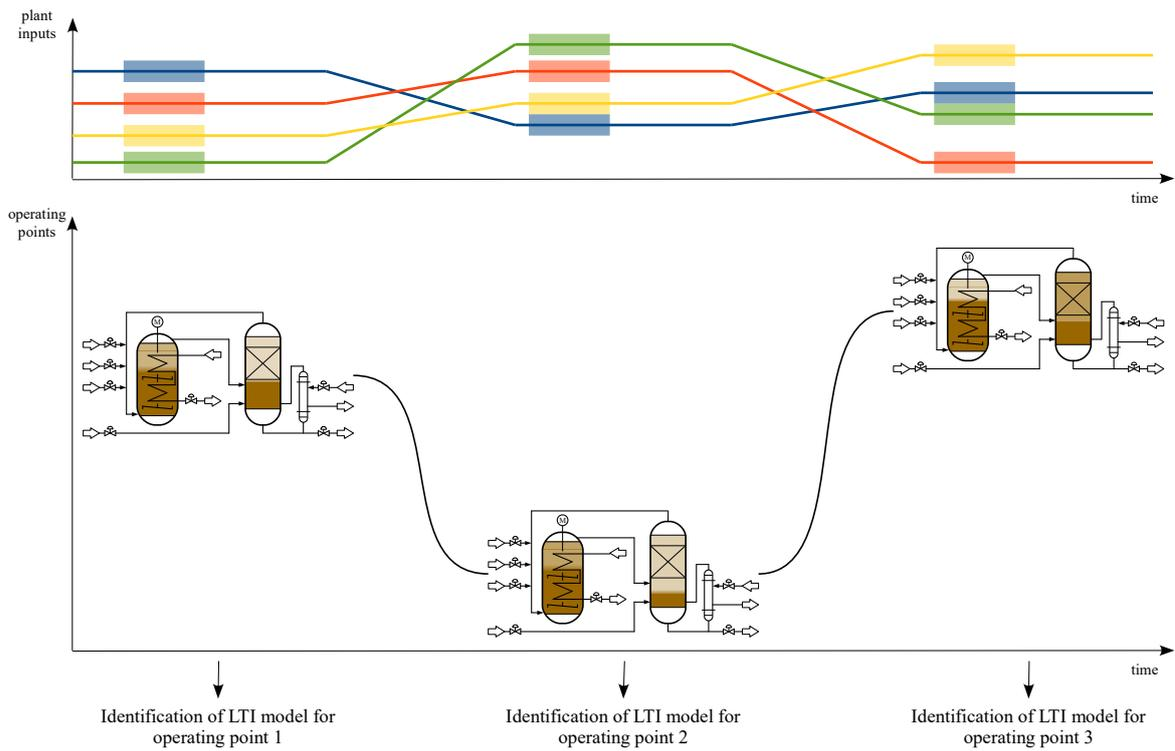 plant
inputs
time
operating
points
M
M
M
time
Identification of LTI model for
operating point 1
Identification of LTI model for
operating point 2
Identification of LTI model for
operating point 3